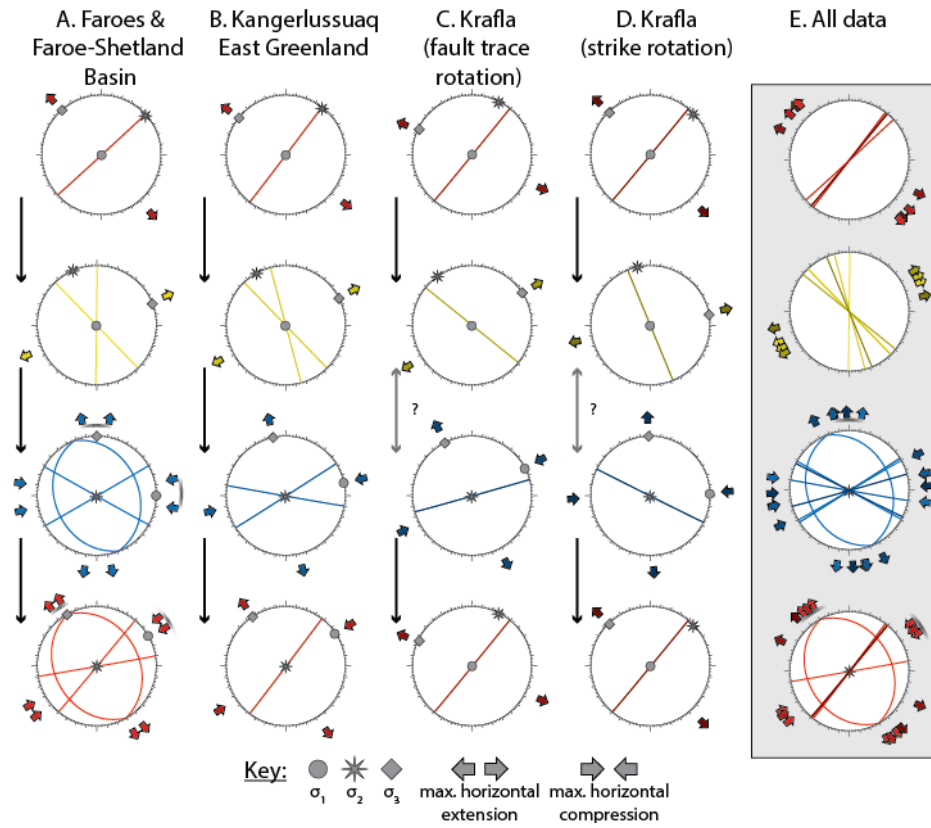 A. Faroes &
Faroe-Shetland
Basin
B. Kangerlussuaq
East Greenland
C. Krafla
(fault trace
rotation)
D. Krafla
(strike rotation)
E. All data
?
?
Key:
σ1
σ2
σ3
max. horizontal
extension
max. horizontal
compression